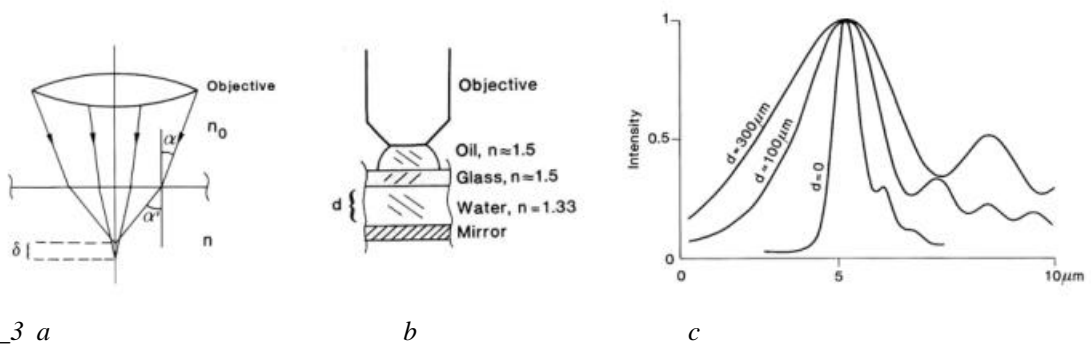 Objective
n₀
α
α'
n
δ
_3 a
Objective
Oil, n≈1.5
Glass, n≈1.5
d {
Water, n=1.33
Mirror
b
c
Intensity
1
0.5
0
d=300μm
d=100μm
d=0
0
5
10μm